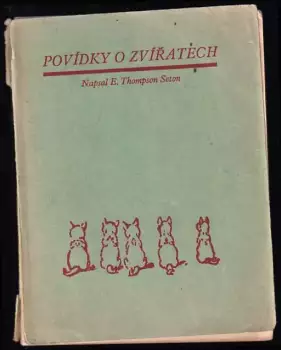 POVÍDKY O ZVÍŘATECH
Napsal E. Thompson Seton